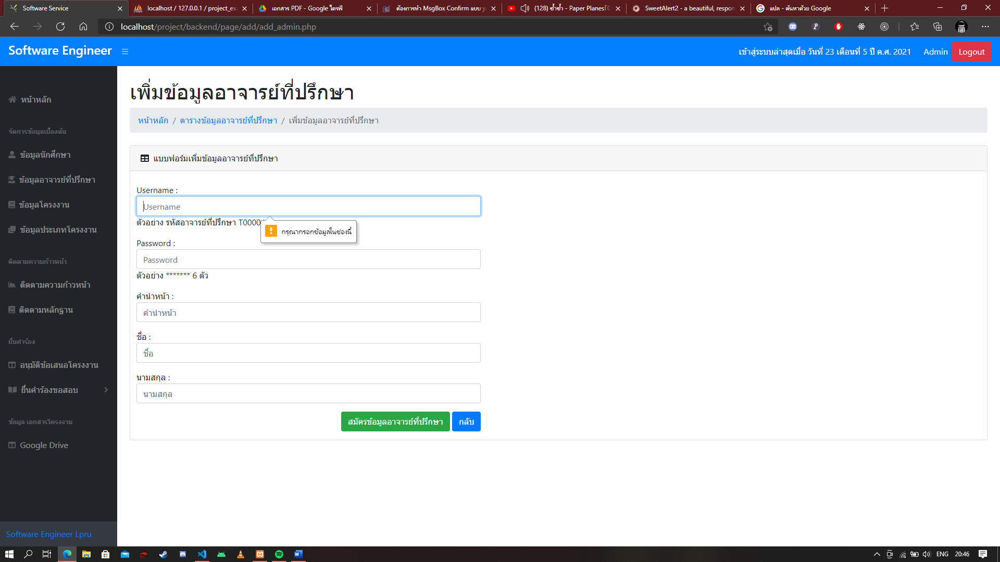 Software Service
localhost / 127.0.0.1 / project_ex
เอกสาร PDF - Google ไดรฟ์
ต้องการทำ MsgBox Confirm แบบ y
(128) ซ้ำซ้ำ - Paper Planes
SweetAlert2 - a beautiful, respon
แปล - ค้นหาด้วย Google
localhost/project/backend/page/add/add_admin.php
Software Engineer
เข้าสู่ระบบล่าสุดเมื่อ วันที่ 23 เดือนที่ 5 ปี ค.ศ. 2021
Admin
Logout
หน้าหลัก
จัดการข้อมูลเบื้องต้น
ข้อมูลนักศึกษา
ข้อมูลอาจารย์ที่ปรึกษา
ข้อมูลโครงงาน
ข้อมูลประเภทโครงงาน
ติดตามความก้าวหน้า
ติดตามความก้าวหน้า
ติดตามหลักฐาน
ยื่นคำร้อง
อนุมัติข้อเสนอโครงงาน
ยื่นคำร้องขอสอบ
ข้อมูล เอกสารโครงงาน
Google Drive
Software Engineer Lpru
เพิ่มข้อมูลอาจารย์ที่ปรึกษา
หน้าหลัก / ตารางข้อมูลอาจารย์ที่ปรึกษา / เพิ่มข้อมูลอาจารย์ที่ปรึกษา
แบบฟอร์มเพิ่มข้อมูลอาจารย์ที่ปรึกษา
Username :
Username
ตัวอย่าง รหัสอาจารย์ที่ปรึกษา T0000
กรุณากรอกข้อมูลในช่องนี้
Password :
Password
ตัวอย่าง ******* 6 ตัว
คำนำหน้า :
คำนำหน้า
ชื่อ :
ชื่อ
นามสกุล :
นามสกุล
สมัครข้อมูลอาจารย์ที่ปรึกษา
กลับ
ENG
20:46